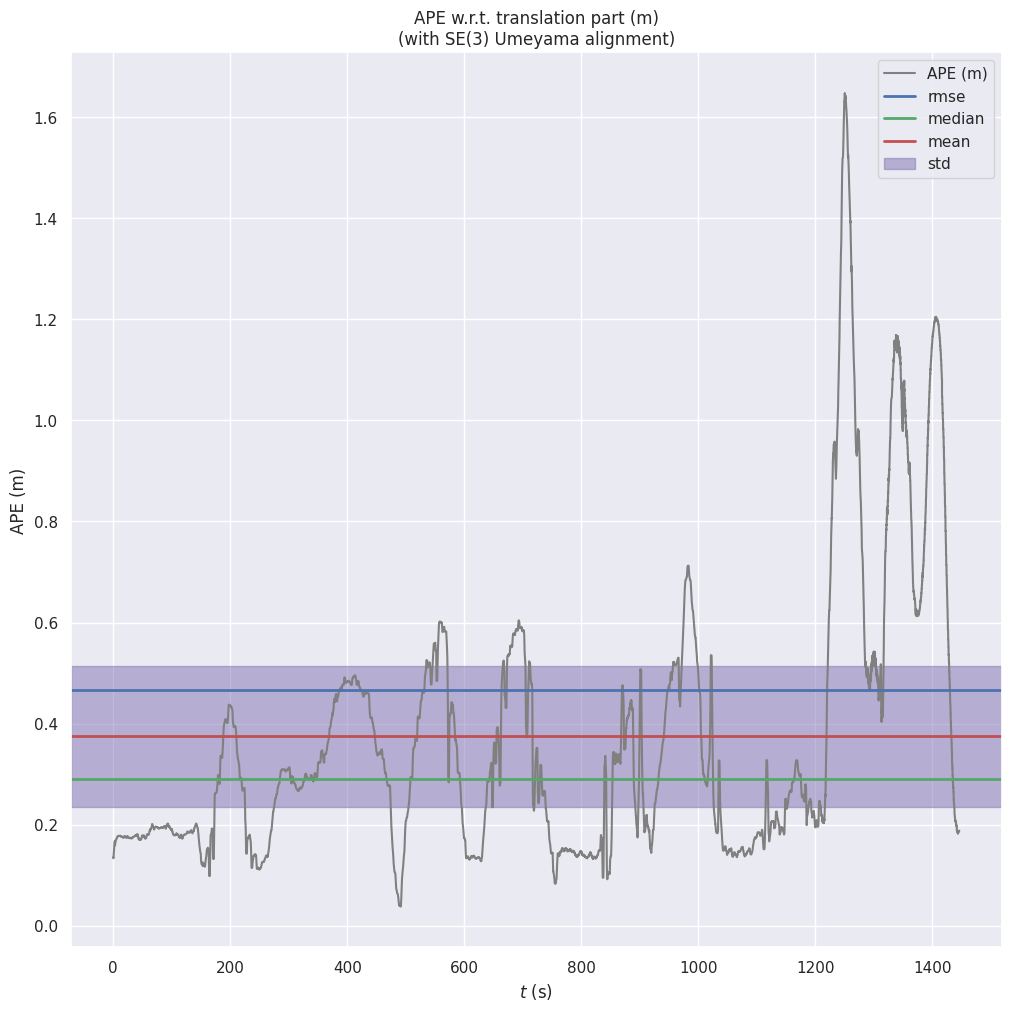 APE w.r.t. translation part (m)
(with SE(3) Umeyama alignment)
APE (m)
rmse
median
mean
std
1.6
1.4
1.2
1.0
0.8
0.6
0.4
0.2
0.0
APE (m)
0 200 400 600 800 1000 1200 1400
t (s)